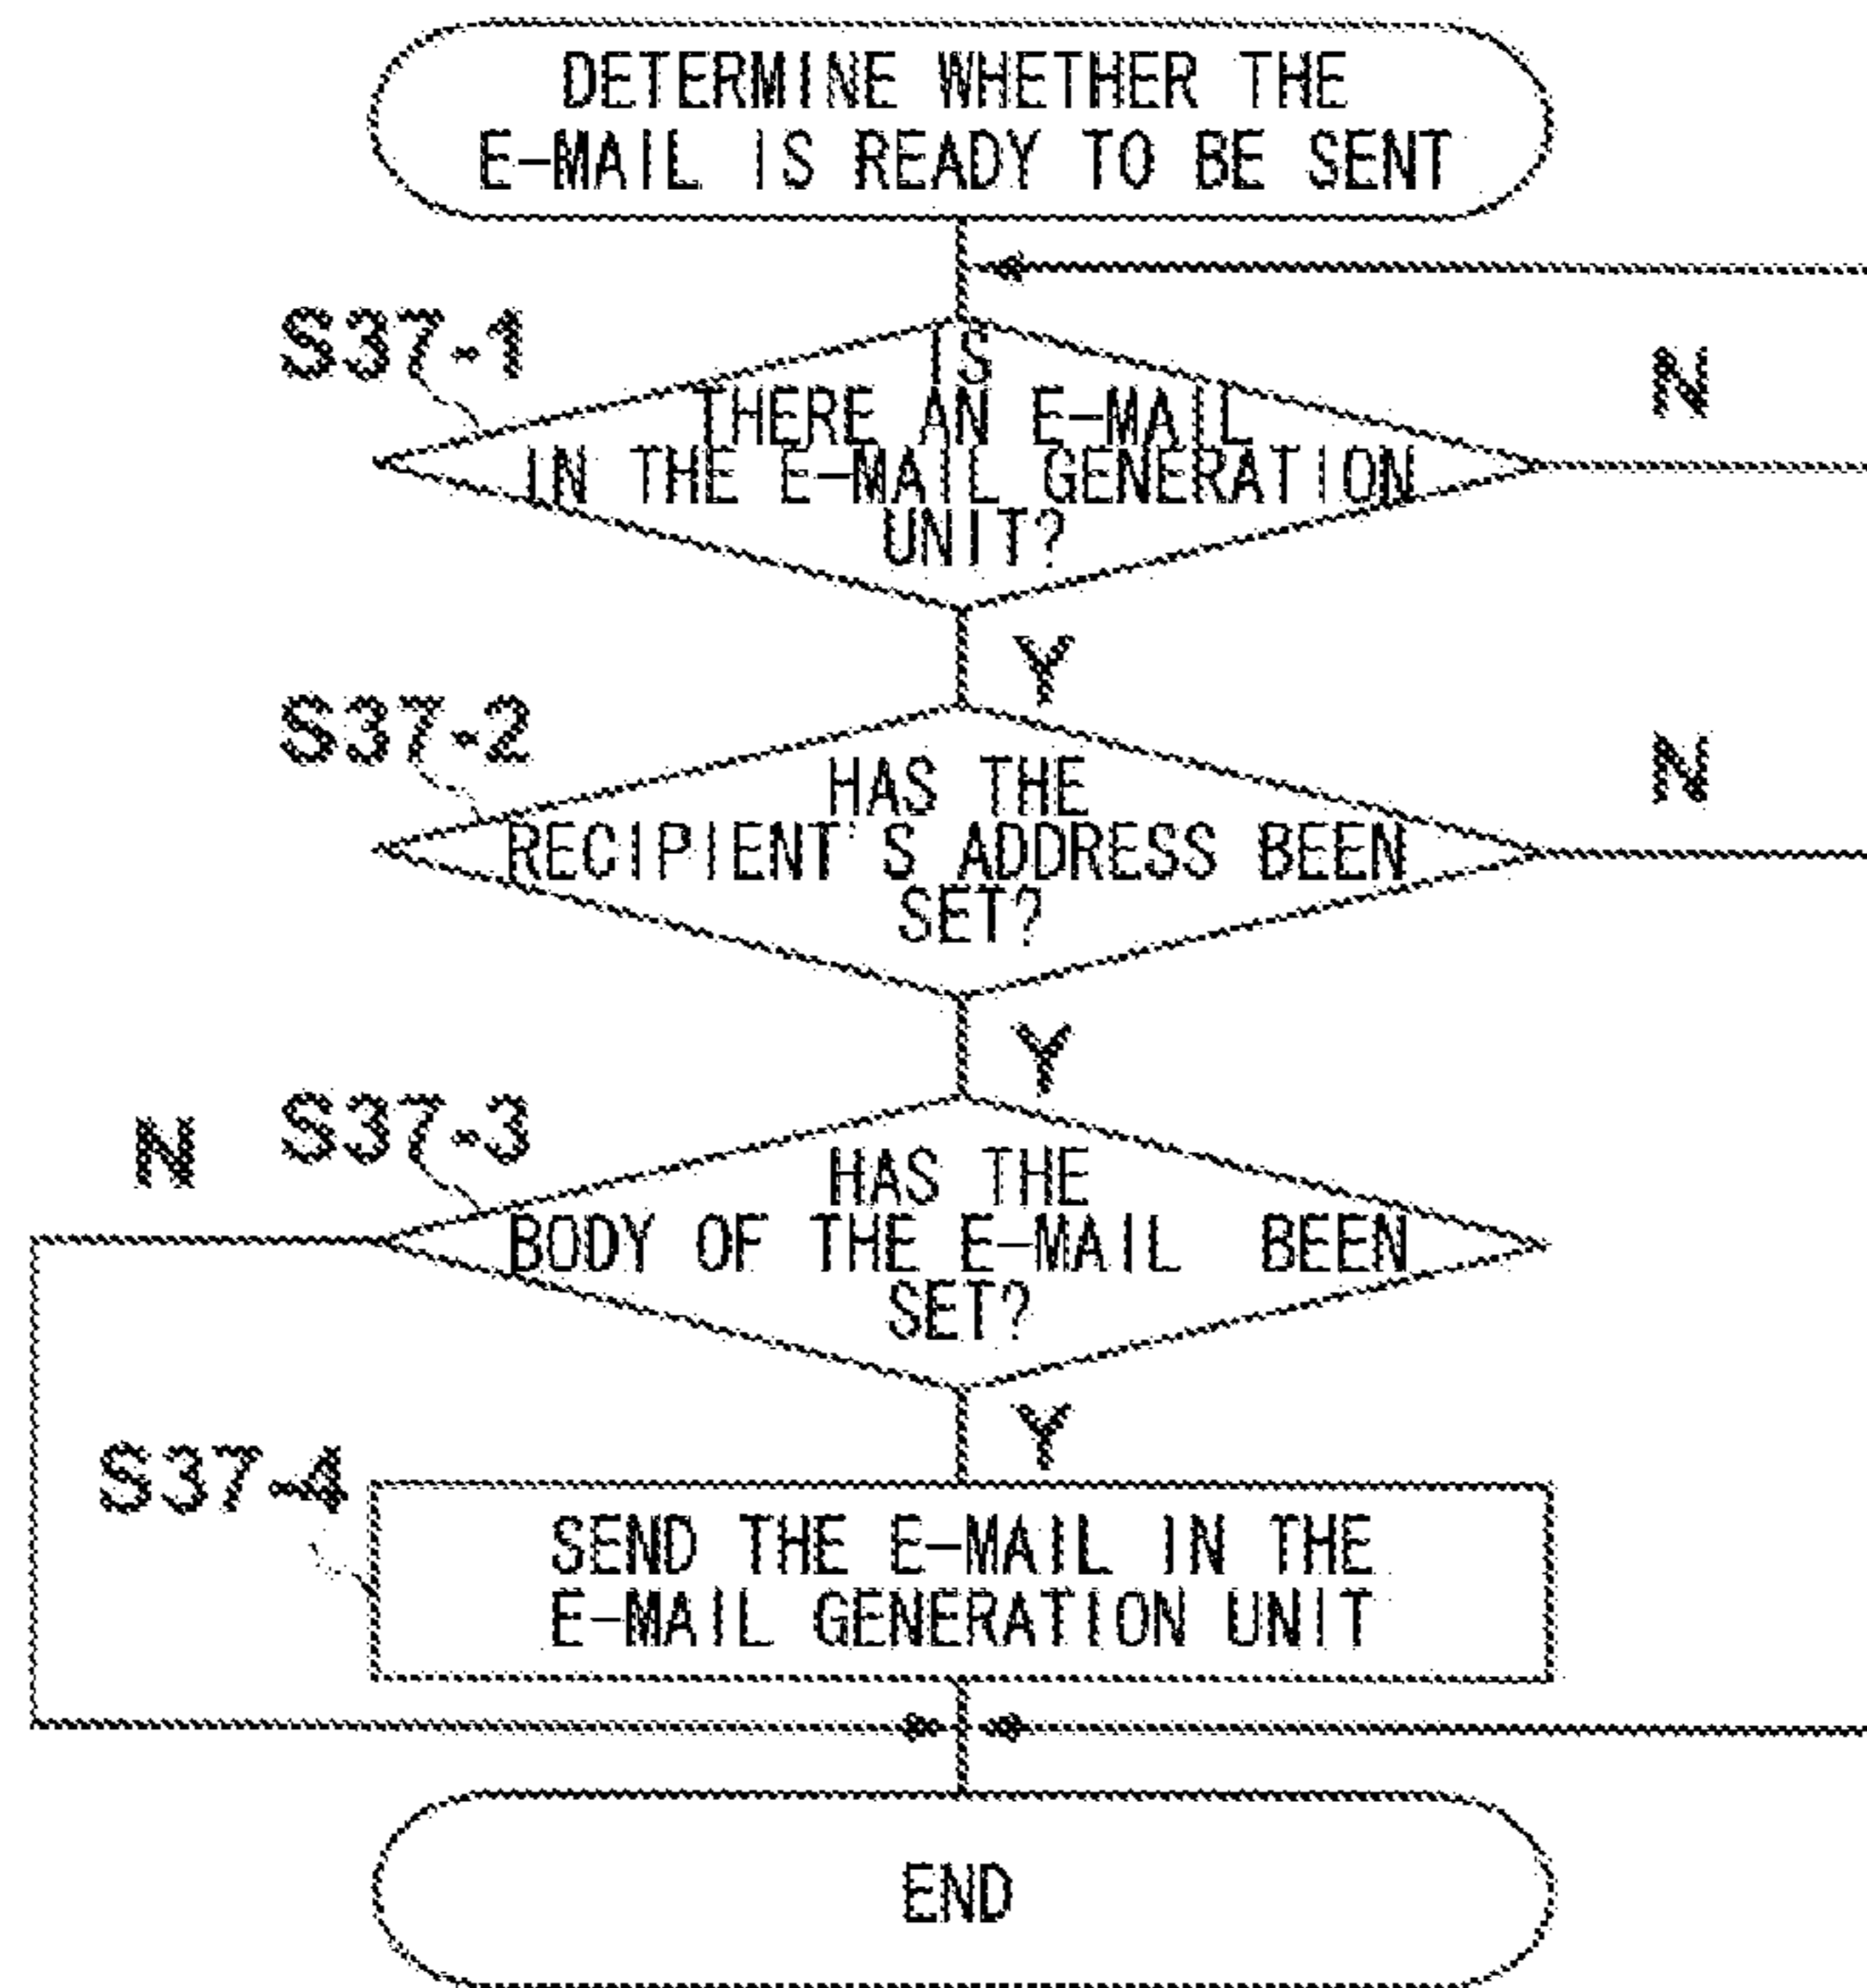 DETERMINE WHETHER THE
E-MAIL IS READY TO BE SENT
S37-1
IS
THERE AN E-MAIL
IN THE E-MAIL GENERATION
UNIT?
N
Y
S37-2
HAS THE
RECIPIENT'S ADDRESS BEEN
SET?
N
Y
N
S37-3
HAS THE
BODY OF THE E-MAIL BEEN
SET?
Y
S37-4
SEND THE E-MAIL IN THE
E-MAIL GENERATION UNIT
END